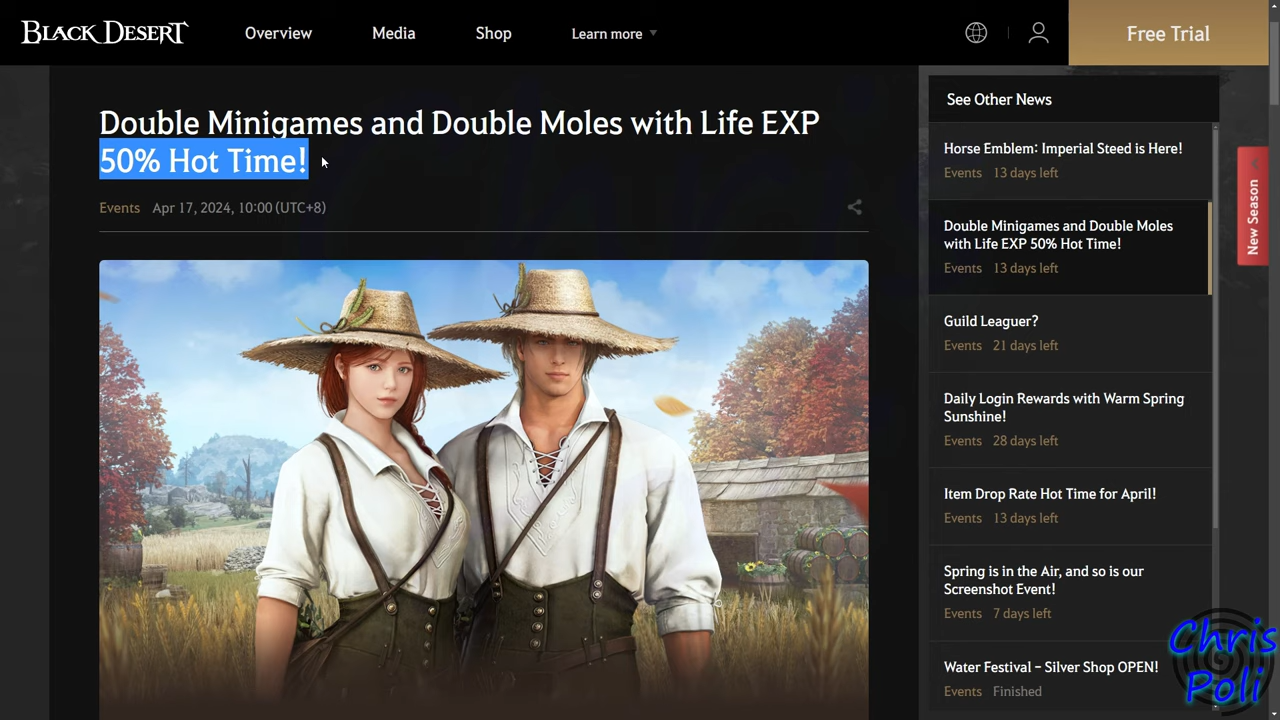 BLACK DESERT
Overview
Media
Shop
Learn more
Free Trial
Double Minigames and Double Moles with Life EXP
50% Hot Time!
Events Apr 17, 2024, 10:00 (UTC+8)
See Other News
Horse Emblem: Imperial Steed is Here!
Events 13 days left
Double Minigames and Double Moles
with Life EXP 50% Hot Time!
Events 13 days left
Guild Leaguer?
Events 21 days left
Daily Login Rewards with Warm Spring
Sunshine!
Events 28 days left
Item Drop Rate Hot Time for April!
Events 13 days left
Spring is in the Air, and so is our
Screenshot Event!
Events 7 days left
Water Festival – Silver Shop OPEN!
Events Finished
New Season
Chris
Poli